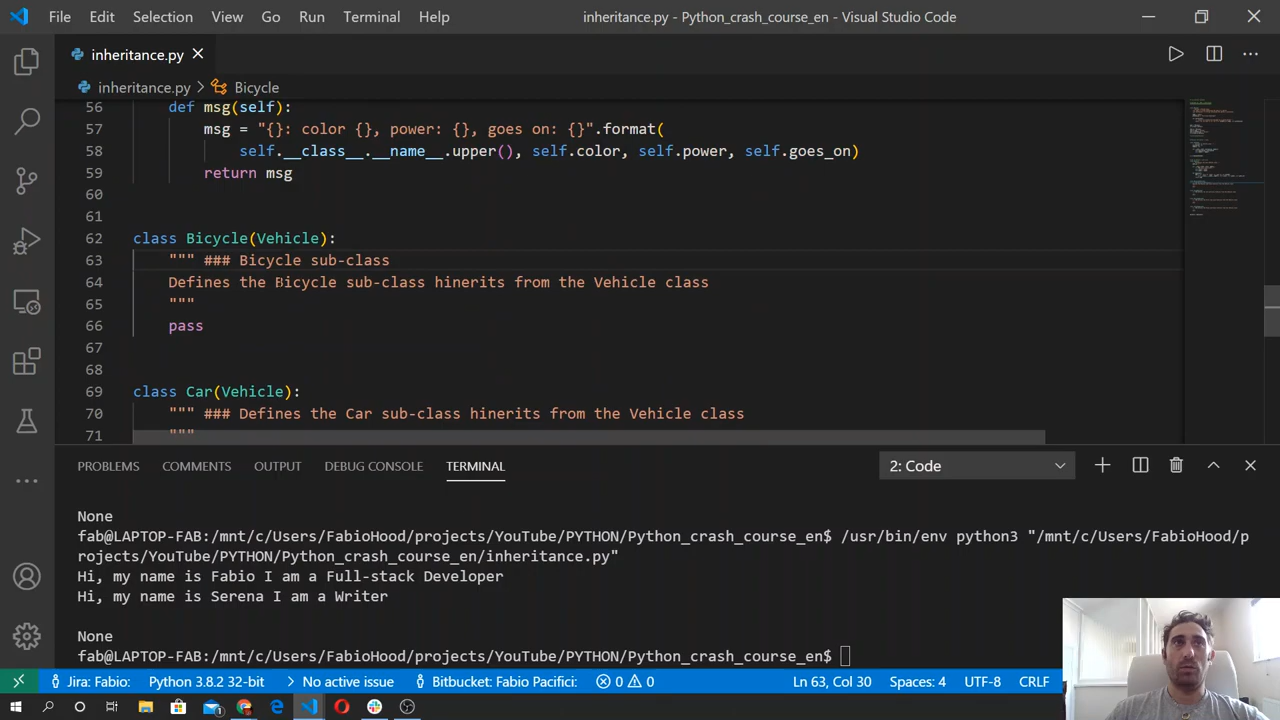 File Edit Selection View Go Run Terminal Help inheritance.py - Python_crash_course_en - Visual Studio Code
inheritance.py
inheritance.py > Bicycle
56 def msg(self):
57 msg = "{}: color {}, power: {}, goes on: {}".format(
58 self.__class__.__name__.upper(), self.color, self.power, self.goes_on)
59 return msg
60
61
62 class Bicycle(Vehicle):
63 """ ### Bicycle sub-class
64 Defines the Bicycle sub-class hinerits from the Vehicle class
65 """
66 pass
67
68
69 class Car(Vehicle):
70 """ ### Defines the Car sub-class hinerits from the Vehicle class
71 """
PROBLEMS COMMENTS OUTPUT DEBUG CONSOLE TERMINAL 2: Code
None
fab@LAPTOP-FAB:/mnt/c/Users/FabioHood/projects/YouTube/PYTHON/Python_crash_course_en$ /usr/bin/env python3 "/mnt/c/Users/FabioHood/p
rojects/YouTube/PYTHON/Python_crash_course_en/inheritance.py"
Hi, my name is Fabio I am a Full-stack Developer
Hi, my name is Serena I am a Writer
None
fab@LAPTOP-FAB:/mnt/c/Users/FabioHood/projects/YouTube/PYTHON/Python_crash_course_en$
Jira: Fabio: Python 3.8.2 32-bit No active issue Bitbucket: Fabio Pacifici: 0 0 Ln 63, Col 30 Spaces: 4 UTF-8 CRLF